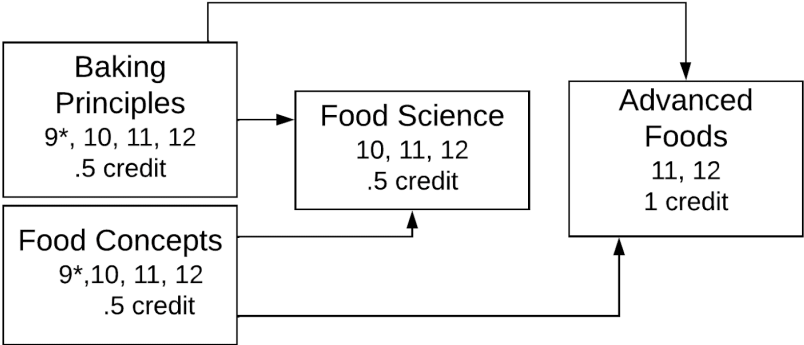 Baking
Principles
9*, 10, 11, 12
.5 credit
Food Concepts
9*,10, 11, 12
.5 credit
Food Science
10, 11, 12
.5 credit
Advanced
Foods
11, 12
1 credit